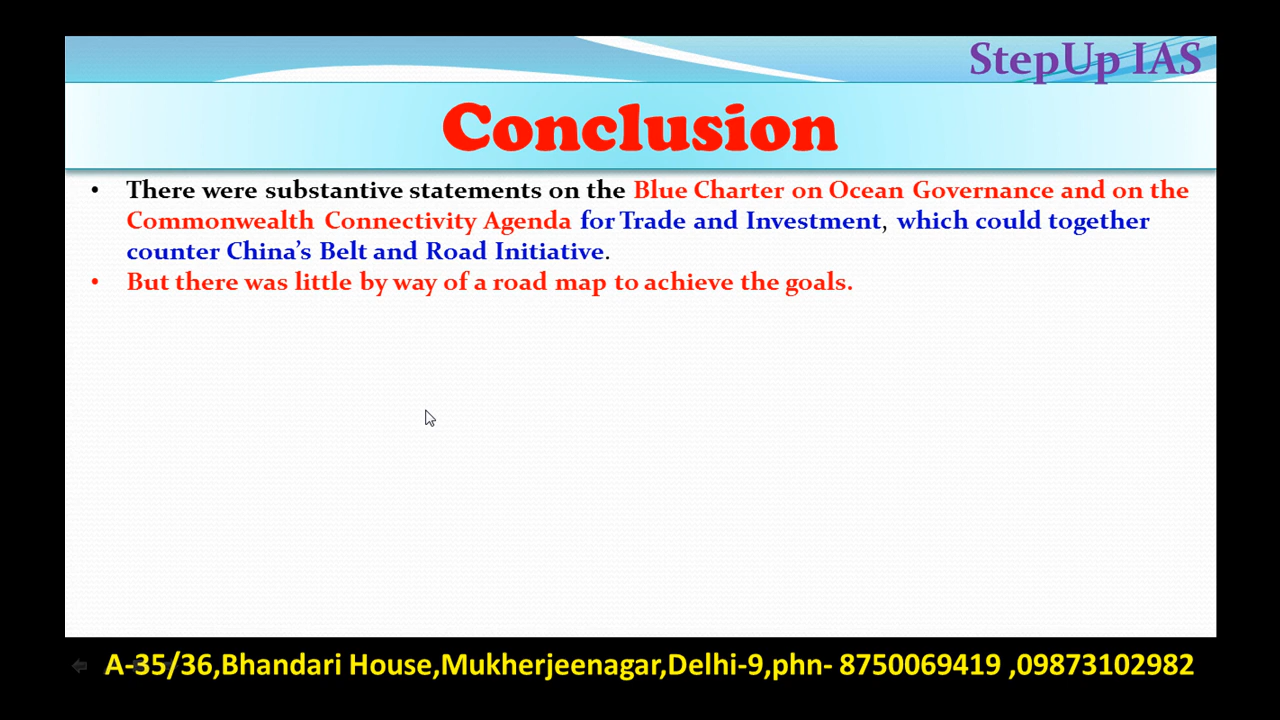 StepUp IAS
Conclusion
• There were substantive statements on the Blue Charter on Ocean Governance and on the
Commonwealth Connectivity Agenda for Trade and Investment, which could together
counter China’s Belt and Road Initiative.
• But there was little by way of a road map to achieve the goals.
A-35/36,Bhandari House,Mukherjeenagar,Delhi-9,phn- 8750069419 ,09873102982